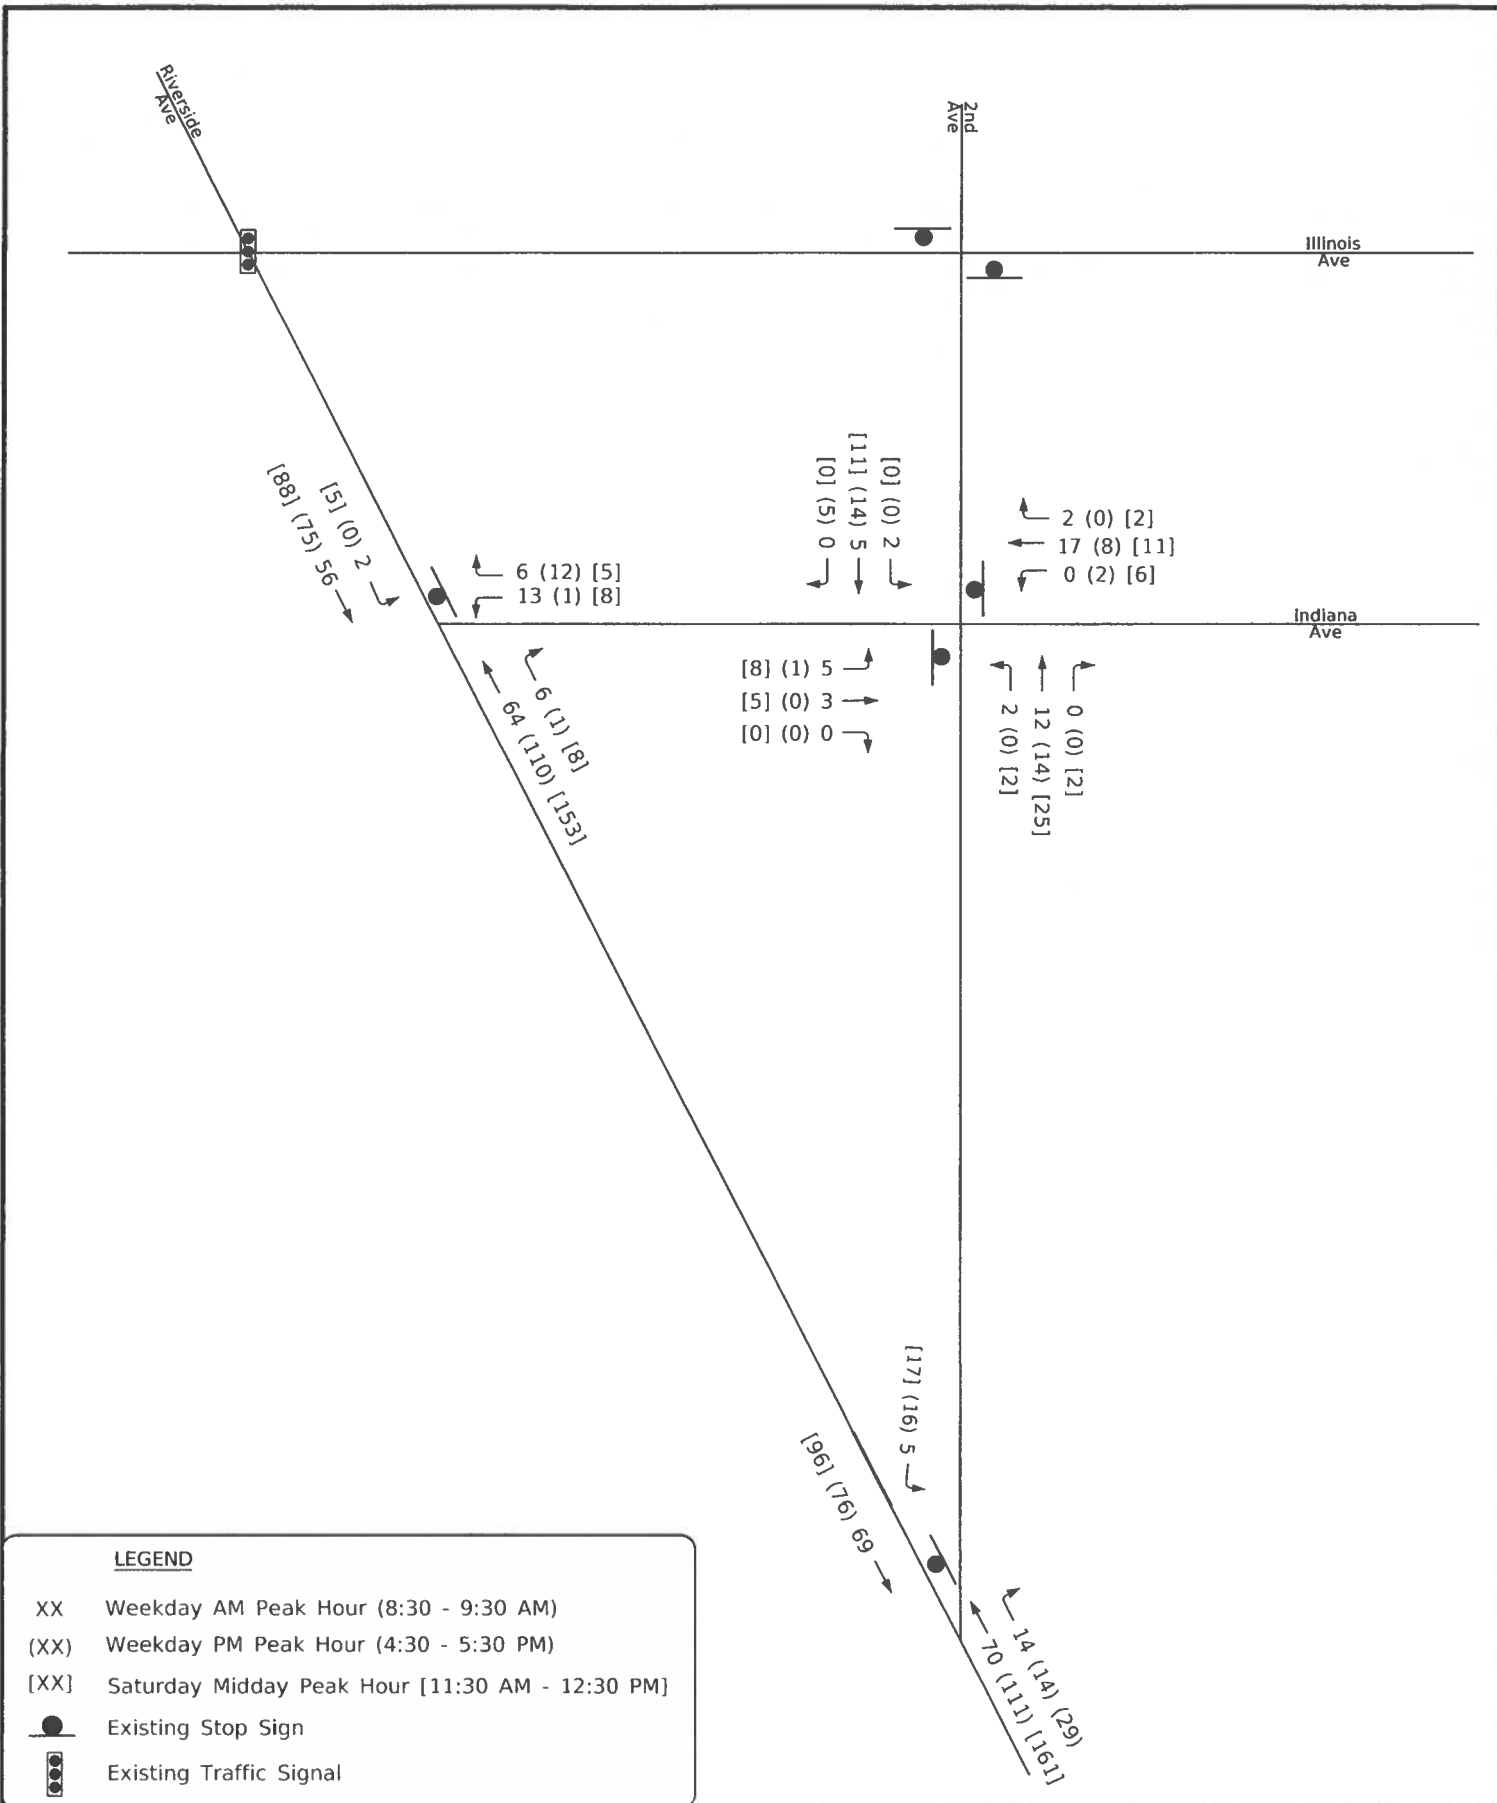 Riverside
Ave
2nd
Ave
Illinois
Ave
[88] (75) 56
[5] (0) 2
6 (12) [5]
13 (1) [8]
[0] (5) 0
[11] (14) 5
[0] (0) 2
2 (0) [2]
17 (8) [11]
0 (2) [6]
Indiana
Ave
6 (1) [8]
64 (110) [153]
[8] (1) 5
[5] (0) 3
[0] (0) 0
2 (0) [2]
12 (14) [25]
0 (0) [2]
[17] (16) 5
[96] (76) 69
14 (14) (29)
70 (111) [161]
LEGEND
XX Weekday AM Peak Hour (8:30 - 9:30 AM)
(XX) Weekday PM Peak Hour (4:30 - 5:30 PM)
[XX] Saturday Midday Peak Hour [11:30 AM - 12:30 PM]
Existing Stop Sign
Existing Traffic Signal